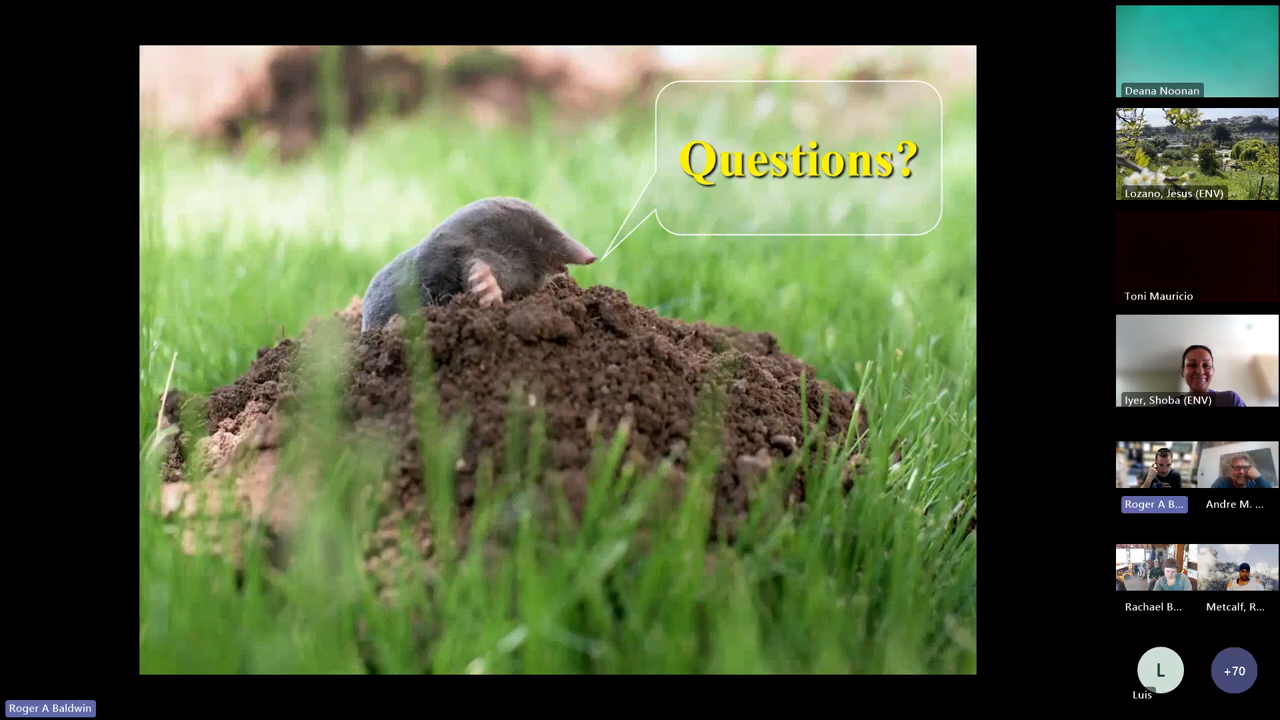 Questions?
Deana Noonan
Lozano, Jesus (ENV)
Toni Mauricio
Iyer, Shoba (ENV)
Roger A B...
Andre M. ...
Rachael B...
Metcalf, R...
L
Luis
+70
Roger A Baldwin